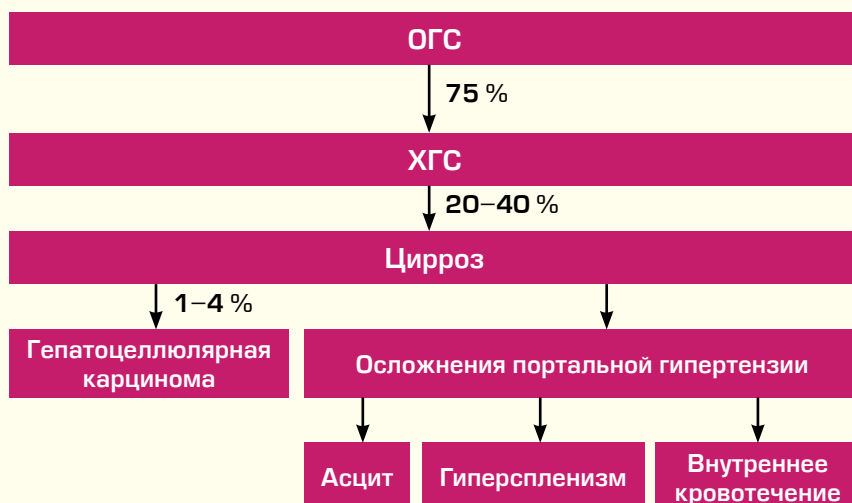 ОГС
75 %
ХГС
20–40 %
Цирроз
1–4 %
Гепатоцеллюлярная
карцинома
Осложнения портальной гипертензии
Асцит
Гиперспленизм
Внутреннее
кровотечение